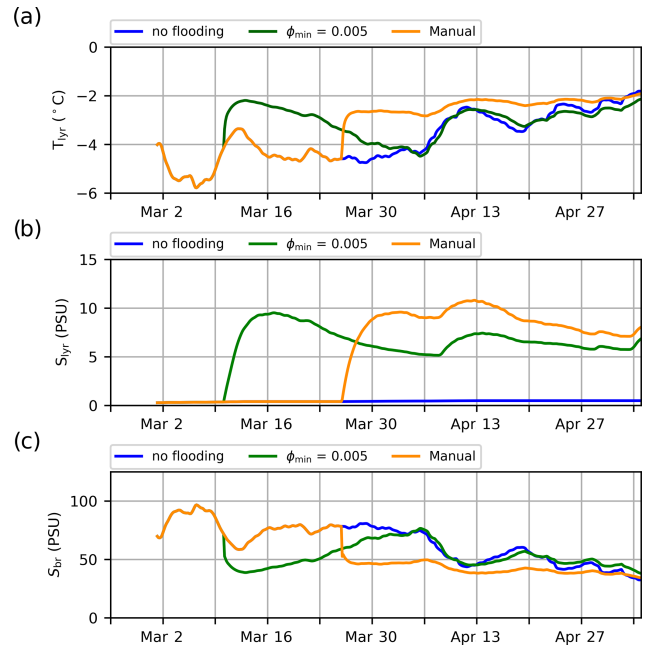 (a)
no flooding ϕmin = 0.005 Manual
Tlyr (°C)
0
−2
−4
−6
Mar 2 Mar 16 Mar 30 Apr 13 Apr 27
(b)
no flooding ϕmin = 0.005 Manual
Slyr (PSU)
15
10
5
0
Mar 2 Mar 16 Mar 30 Apr 13 Apr 27
(c)
no flooding ϕmin = 0.005 Manual
Sbr (PSU)
100
50
0
Mar 2 Mar 16 Mar 30 Apr 13 Apr 27